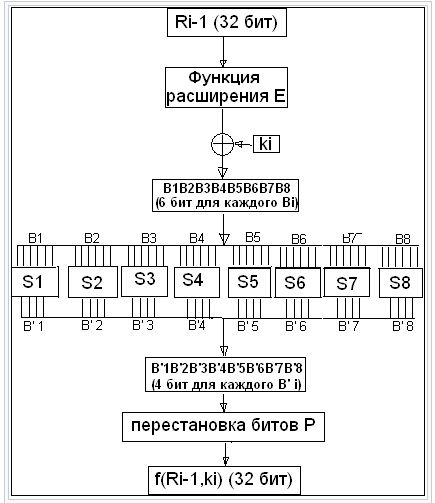 Ri-1 (32 бит)
Функция
расширения E
ki
B1B2B3B4B5B6B7B8
(6 бит для каждого Bi)
B1 B2 B3 B4 B5 B6 B7 B8
S1 S2 S3 S4 S5 S6 S7 S8
B'1 B'2 B'3 B'4 B'5 B'6 B'7 B'8
B'1B'2B'3B'4B'5B'6B'7B'8
(4 бит для каждого B' i)
перестановка битов P
f(Ri-1,ki) (32 бит)